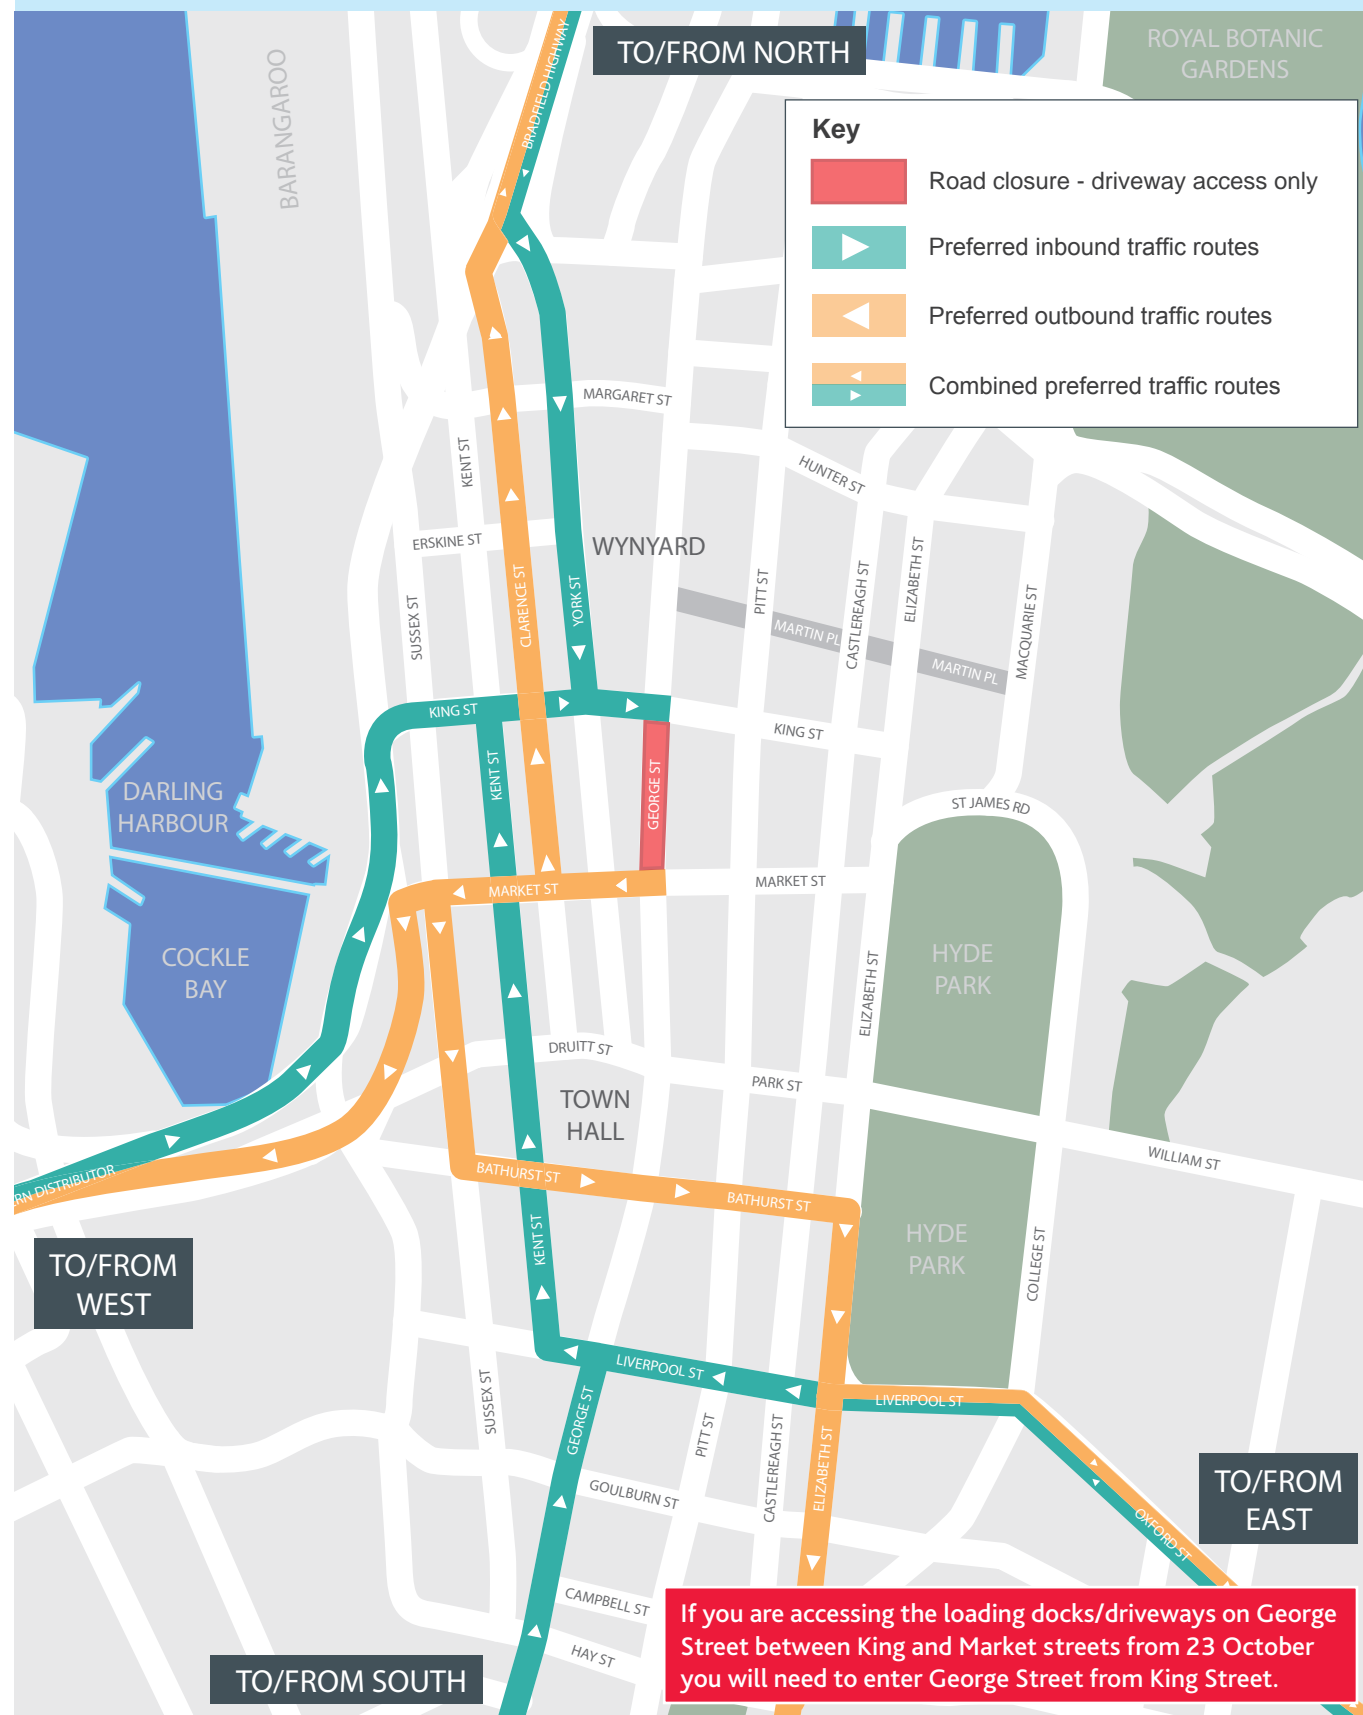 BRADFIELD HIGHWAY
TO/FROM NORTH
ROYAL BOTANIC
GARDENS
BARANGAROO
Key
Road closure - driveway access only
Preferred inbound traffic routes
Preferred outbound traffic routes
Combined preferred traffic routes
MARGARET ST
KENT ST
HUNTER ST
ERSKINE ST
WYNYARD
CLARENCE ST
YORK ST
SUSSEX ST
PITT ST
CASTLEREAGH ST
ELIZABETH ST
MACQUARIE ST
MARTIN PL
MARTIN PL
KING ST
KING ST
KENT ST
GEORGE ST
ST JAMES RD
DARLING
HARBOUR
MARKET ST
MARKET ST
COCKLE
BAY
HYDE
PARK
ELIZABETH ST
DRUITT ST
PARK ST
TOWN
HALL
WILLIAM ST
ERN DISTRIBUTOR
BATHURST ST
BATHURST ST
KENT ST
HYDE
PARK
COLLEGE ST
TO/FROM
WEST
LIVERPOOL ST
LIVERPOOL ST
SUSSEX ST
GEORGE ST
PITT ST
CASTLEREAGH ST
ELIZABETH ST
GOULBURN ST
OXFORD ST
TO/FROM
EAST
CAMPBELL ST
HAY ST
TO/FROM SOUTH
If you are accessing the loading docks/driveways on George
Street between King and Market streets from 23 October
you will need to enter George Street from King Street.